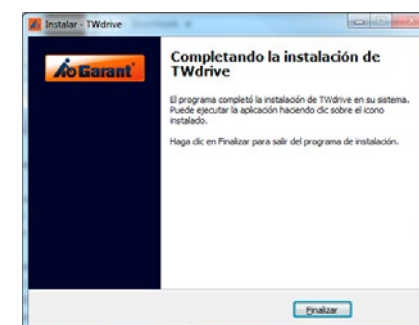 Instalar - TWdrive
ioGarant
Completando la instalación de
TWdrive
El programa completó la instalación de TWdrive en su sistema.
Puede ejecutar la aplicación haciendo clic sobre el icono
instalado.
Haga clic en Finalizar para salir del programa de instalación.
Finalizar